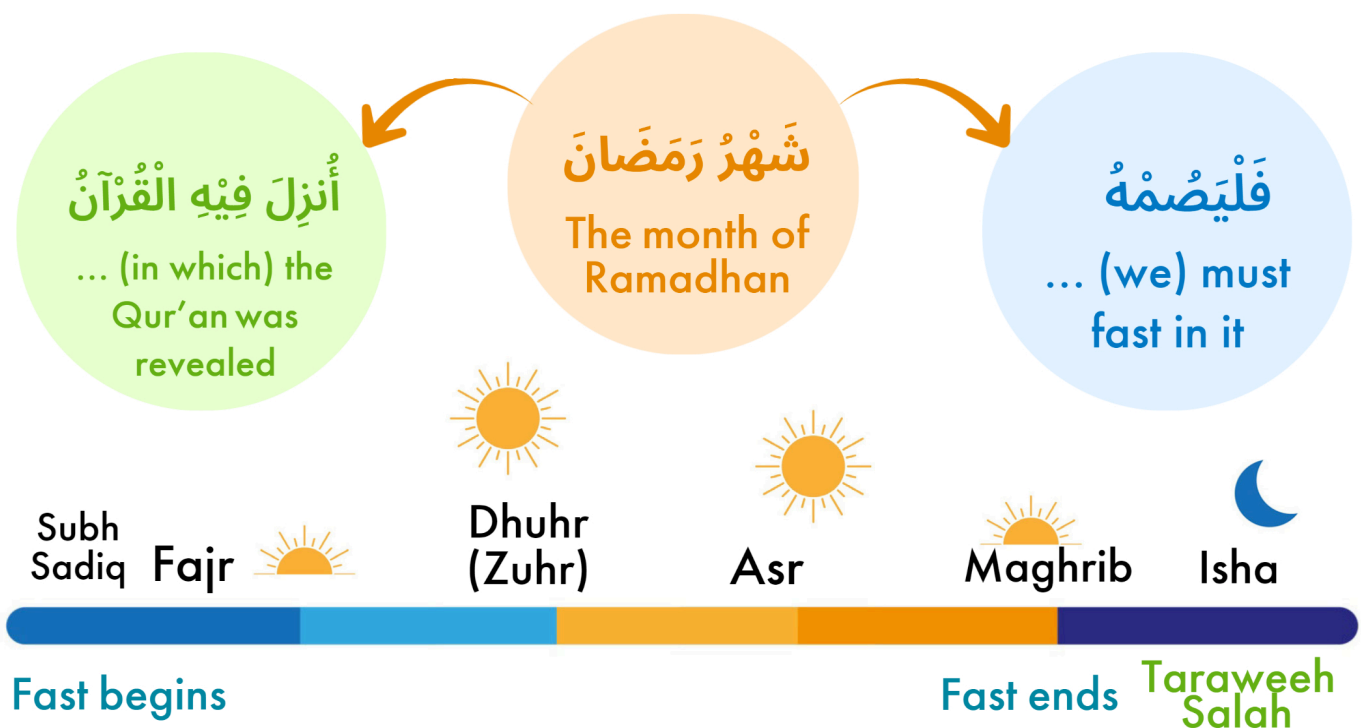 أُنزِلَ فِيْهِ الْقُرْآنُ
... (in which) the
Qur'an was
revealed
شَهْرُ رَمَضَانَ
The month of
Ramadhan
فَلْيَصُمْهُ
... (we) must
fast in it
Subh
Sadiq
Fajr
Dhuhr
(Zuhr)
Asr
Maghrib
Isha
Fast begins
Fast ends
Taraweeh
Salah